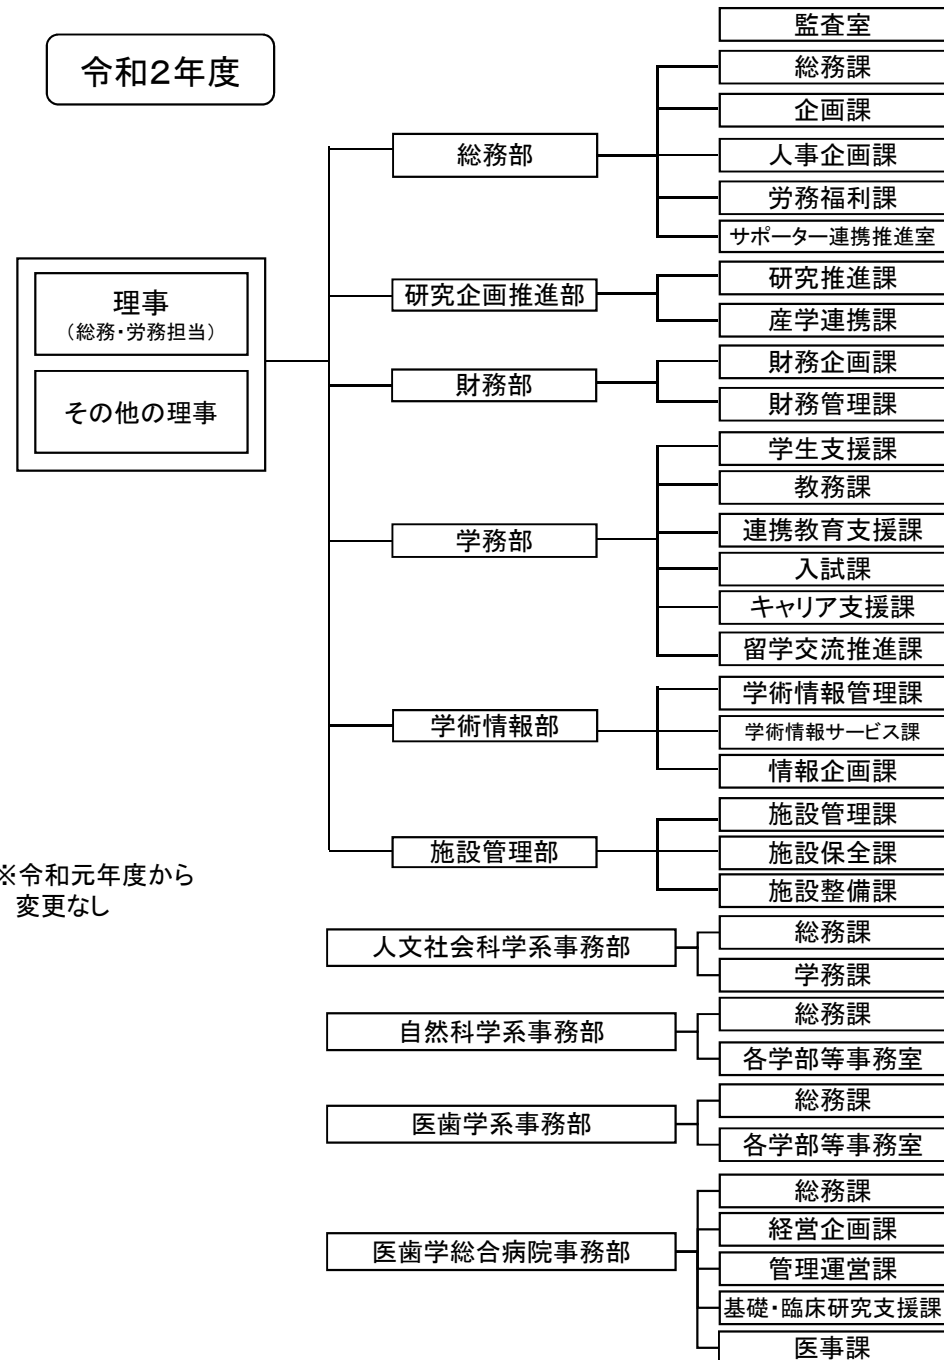 令和2年度
監査室
理事
（総務・労務担当）
その他の理事
総務部
総務課
企画課
人事企画課
労務福利課
サポーター連携推進室
研究企画推進部
研究推進課
産学連携課
財務部
財務企画課
財務管理課
学務部
学生支援課
教務課
連携教育支援課
入試課
キャリア支援課
留学交流推進課
学術情報部
学術情報管理課
学術情報サービス課
情報企画課
施設管理部
施設管理課
施設保全課
施設整備課
※令和元年度から
変更なし
人文社会科学系事務部
総務課
学務課
自然科学系事務部
総務課
各学部等事務室
医歯学系事務部
総務課
各学部等事務室
医歯学総合病院事務部
総務課
経営企画課
管理運営課
基礎・臨床研究支援課
医事課